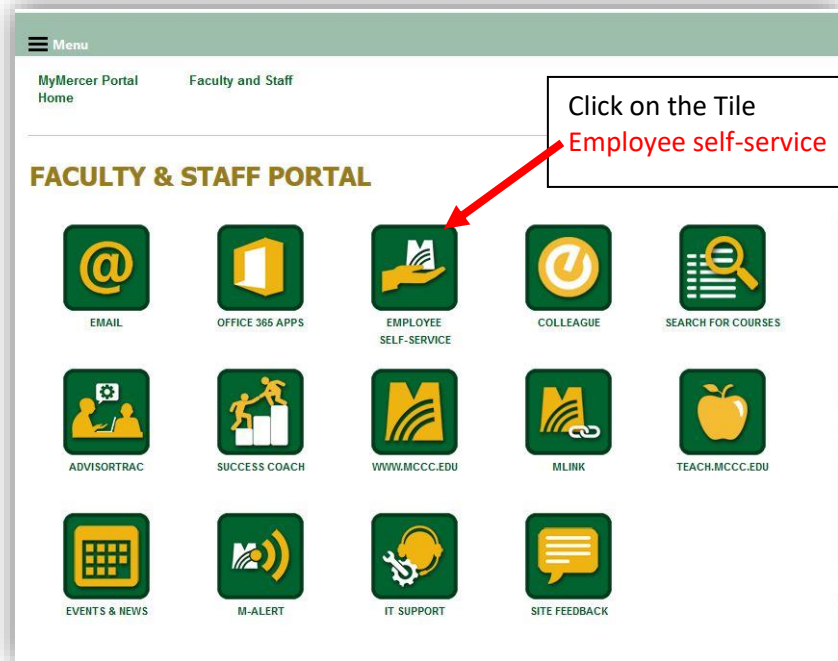 Menu
MyMercer Portal
Home
Faculty and Staff
Click on the Tile
Employee self-service
FACULTY & STAFF PORTAL
EMAIL
OFFICE 365 APPS
EMPLOYEE
SELF-SERVICE
COLLEAGUE
SEARCH FOR COURSES
ADVISORTRAC
SUCCESS COACH
WWW.MCCC.EDU
MLINK
TEACH.MCCC.EDU
EVENTS & NEWS
M-ALERT
IT SUPPORT
SITE FEEDBACK